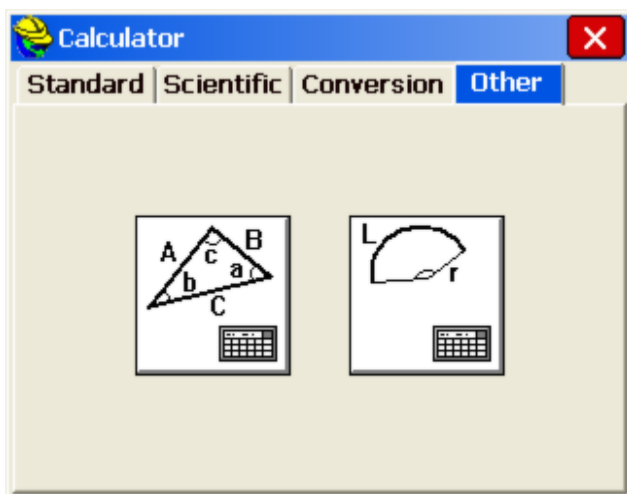 Calculator
Standard Scientific Conversion Other
A c B L
b a r
C